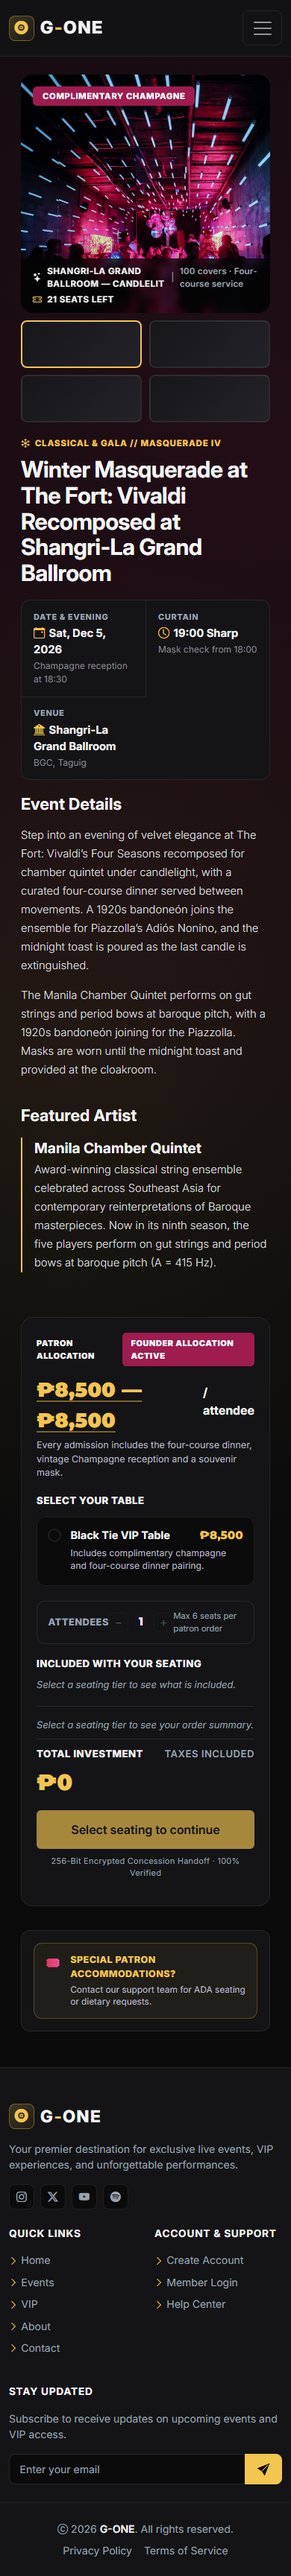 G-ONE
COMPLIMENTARY CHAMPAGNE
SHANGRI-LA GRAND
BALLROOM — CANDLELIT
100 covers · Four-
course service
21 SEATS LEFT
CLASSICAL & GALA // MASQUERADE IV
Winter Masquerade at
The Fort: Vivaldi
Recomposed at
Shangri-La Grand
Ballroom
DATE & EVENING
Sat, Dec 5,
2026
Champagne reception
at 18:30
CURTAIN
19:00 Sharp
Mask check from 18:00
VENUE
Shangri-La
Grand Ballroom
BGC, Taguig
Event Details
Step into an evening of velvet elegance at The
Fort: Vivaldi's Four Seasons recomposed for
chamber quintet under candlelight, with a
curated four-course dinner served between
movements. A 1920s bandoneón joins the
ensemble for Piazzolla's Adiós Nonino, and the
midnight toast is poured as the last candle is
extinguished.
The Manila Chamber Quintet performs on gut
strings and period bows at baroque pitch, with a
1920s bandoneón joining for the Piazzolla.
Masks are worn until the midnight toast and
provided at the cloakroom.
Featured Artist
Manila Chamber Quintet
Award-winning classical string ensemble
celebrated across Southeast Asia for
contemporary reinterpretations of Baroque
masterpieces. Now in its ninth season, the
five players perform on gut strings and period
bows at baroque pitch (A = 415 Hz).
PATRON
ALLOCATION
FOUNDER ALLOCATION
ACTIVE
₱8,500 —
₱8,500
/
attendee
Every admission includes the four-course dinner,
vintage Champagne reception and a souvenir
mask.
SELECT YOUR TABLE
Black Tie VIP Table
₱8,500
Includes complimentary champagne
and four-course dinner pairing.
ATTENDEES
−
1
+
Max 6 seats per
patron order
INCLUDED WITH YOUR SEATING
Select a seating tier to see what is included.
Select a seating tier to see your order summary.
TOTAL INVESTMENT
TAXES INCLUDED
₱0
Select seating to continue
256-Bit Encrypted Concession Handoff · 100%
Verified
SPECIAL PATRON
ACCOMMODATIONS?
Contact our support team for ADA seating
or dietary requests.
G-ONE
Your premier destination for exclusive live events, VIP
experiences, and unforgettable performances.
QUICK LINKS
Home
Events
VIP
About
Contact
ACCOUNT & SUPPORT
Create Account
Member Login
Help Center
STAY UPDATED
Subscribe to receive updates on upcoming events and
VIP access.
Enter your email
© 2026 G-ONE. All rights reserved.
Privacy Policy
Terms of Service